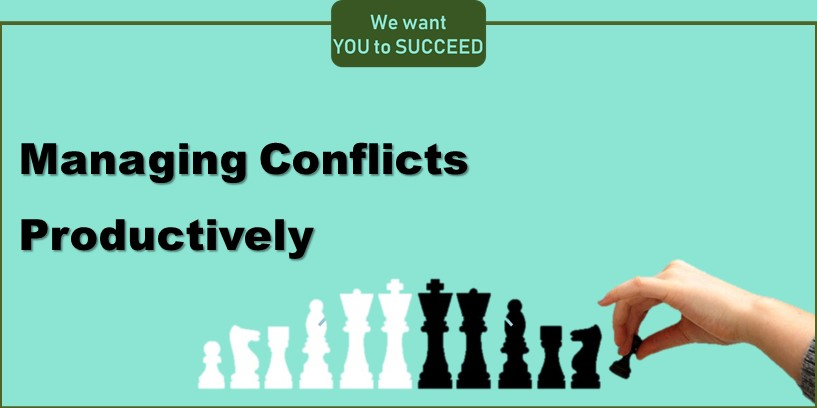 We want
YOU to SUCCEED
Managing Conflicts
Productively